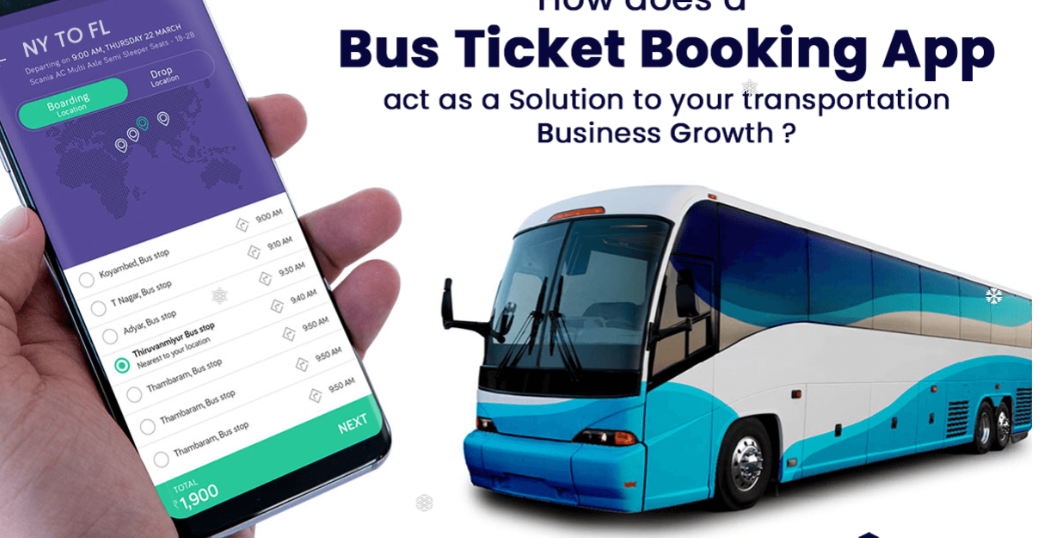 How does a
Bus Ticket Booking App
act as a Solution to your transportation
Business Growth ?
NY TO FL
Departing on 9:00 AM, THURSDAY 22 MARCH
Scania AC Multi Axle Semi Sleeper Seats - 1B-2B
Boarding
Location
Drop
Location
Koyambed, Bus stop 9:00 AM
T Nagar, Bus stop 9:10 AM
Adyar, Bus stop 9:30 AM
Thiruvanmiyur Bus stop 9:40 AM
Nearest to your location
Thambaram, Bus stop 9:50 AM
Thambaram, Bus stop 9:50 AM
Thambaram, Bus stop 9:50 AM
TOTAL
₹1,900
NEXT